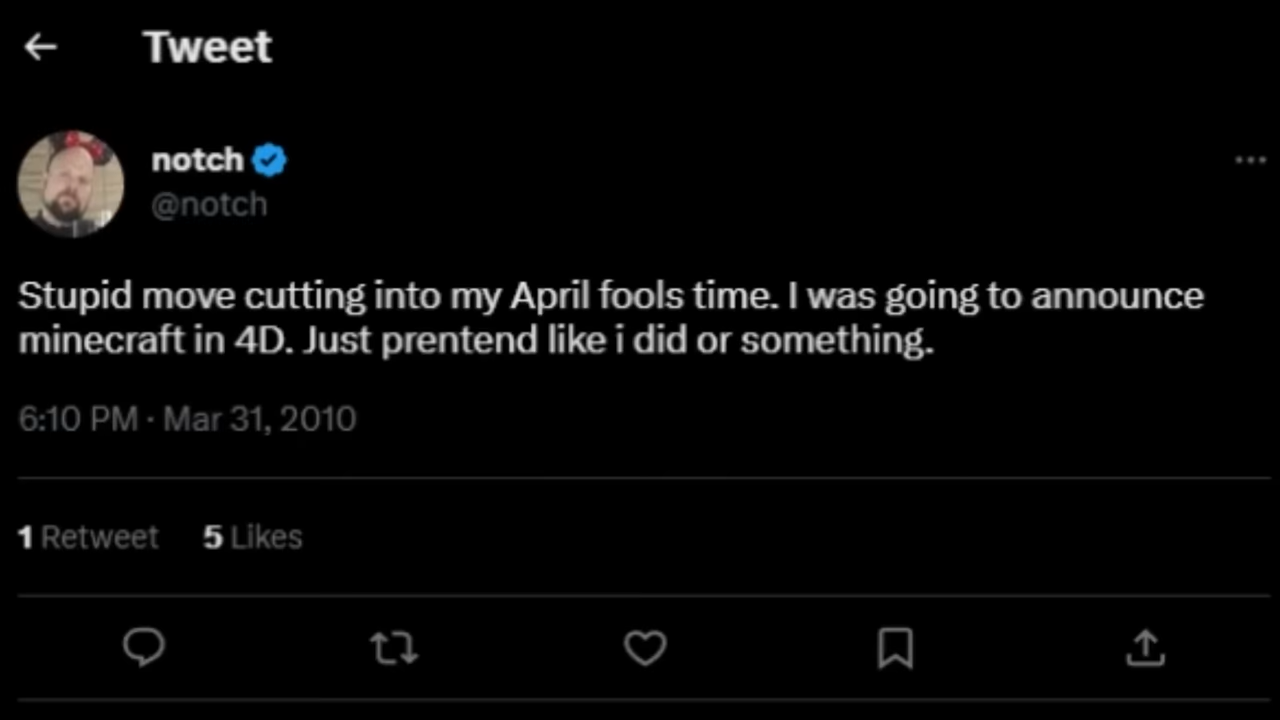 Tweet
notch
@notch
Stupid move cutting into my April fools time. I was going to announce
minecraft in 4D. Just prentend like i did or something.
6:10 PM · Mar 31, 2010
1 Retweet 5 Likes